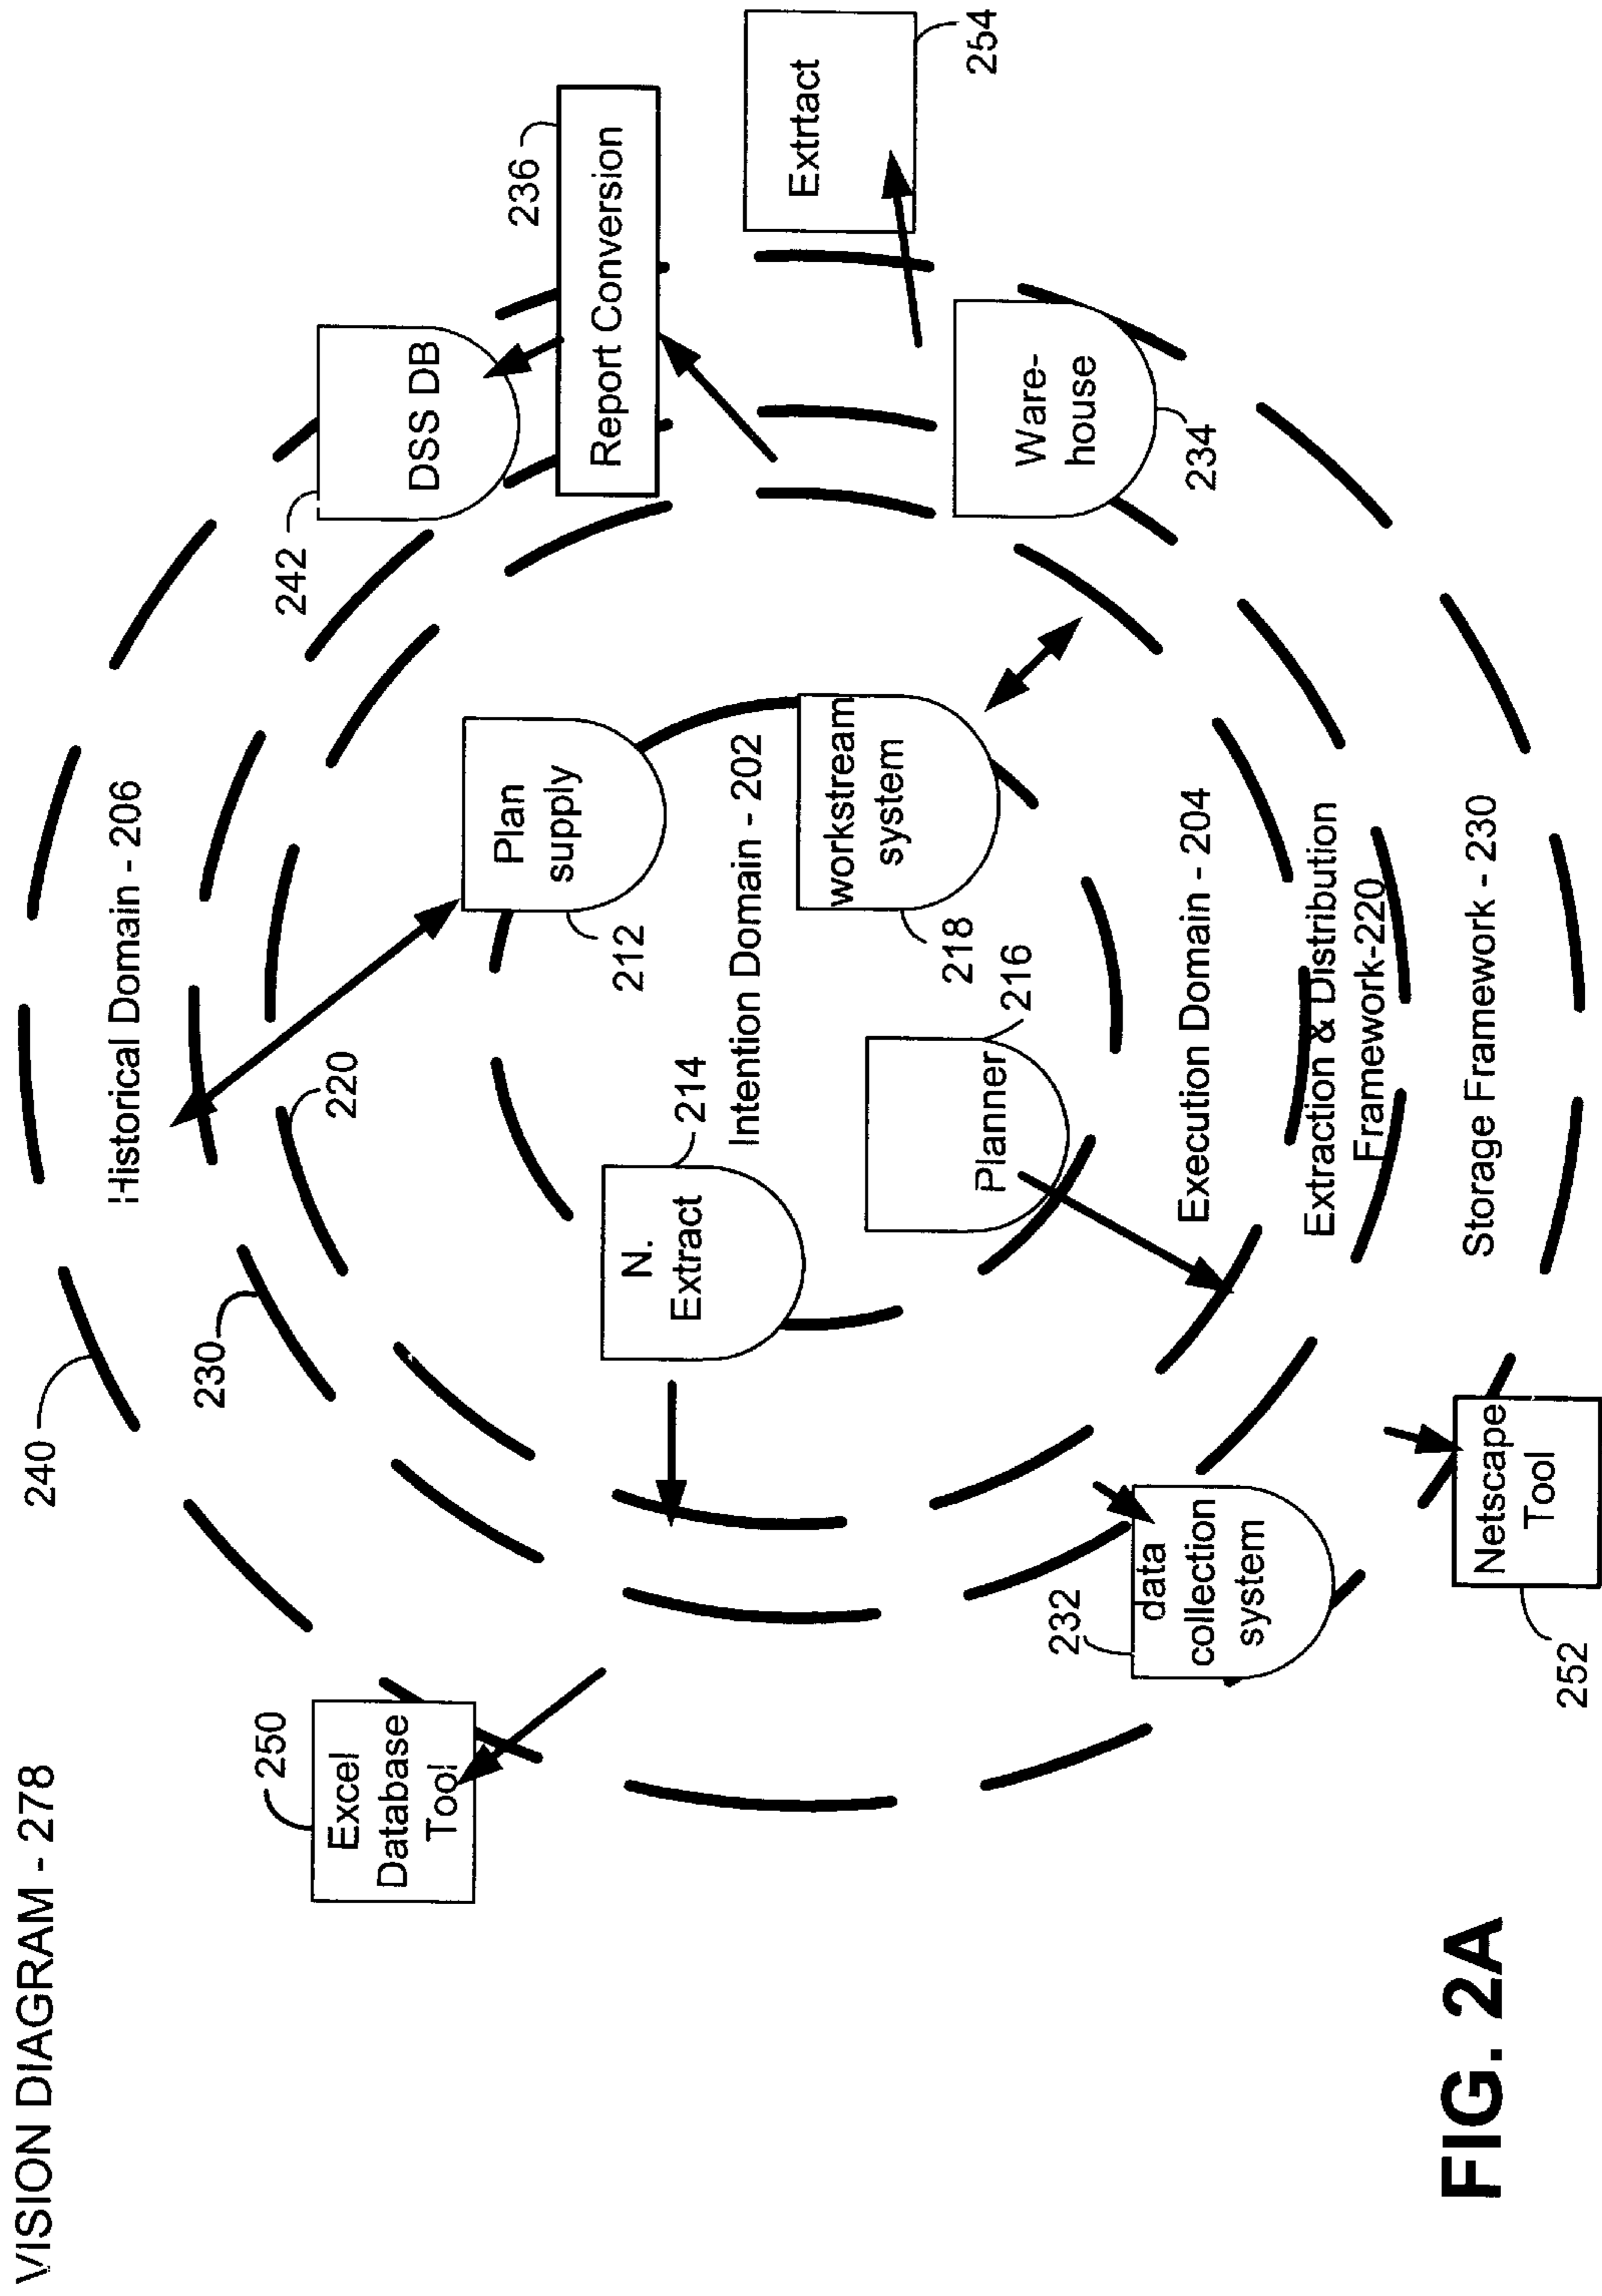 VISION DIAGRAM - 278
240
Historical Domain - 206
230
220
242
DSS DB
250
Excel
Database
Tool
236
Report Conversion
Plan
supply
212
N.
Extract
214
Intention Domain - 202
Extrtact
254
workstream
system
218
Planner
216
Ware-
house
234
Execution Domain - 204
Extraction & Distribution
Framework-220
232
data
collection
system
Storage Framework - 230
Netscape
Tool
252
FIG. 2A